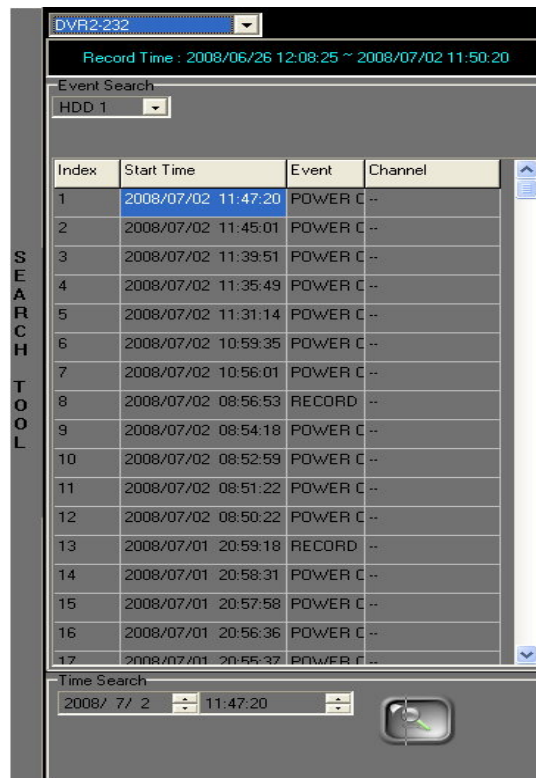 DVR2-232
Record Time : 2008/06/26 12:08:25 ~ 2008/07/02 11:50:20
Event Search
HDD 1
Index Start Time Event Channel
1 2008/07/02 11:47:20 POWER C --
2 2008/07/02 11:45:01 POWER C --
3 2008/07/02 11:39:51 POWER C --
4 2008/07/02 11:35:49 POWER C --
5 2008/07/02 11:31:14 POWER C --
6 2008/07/02 10:59:35 POWER C --
7 2008/07/02 10:56:01 POWER C --
8 2008/07/02 08:56:53 RECORD --
9 2008/07/02 08:54:18 POWER C --
10 2008/07/02 08:52:59 POWER C --
11 2008/07/02 08:51:22 POWER C --
12 2008/07/02 08:50:22 POWER C --
13 2008/07/01 20:59:18 RECORD --
14 2008/07/01 20:58:31 POWER C --
15 2008/07/01 20:57:58 POWER C --
16 2008/07/01 20:56:36 POWER C --
17 2008/07/01 20:55:37 POWER C --
Time Search
2008/ 7/ 2 11:47:20
SEARCH TOOL